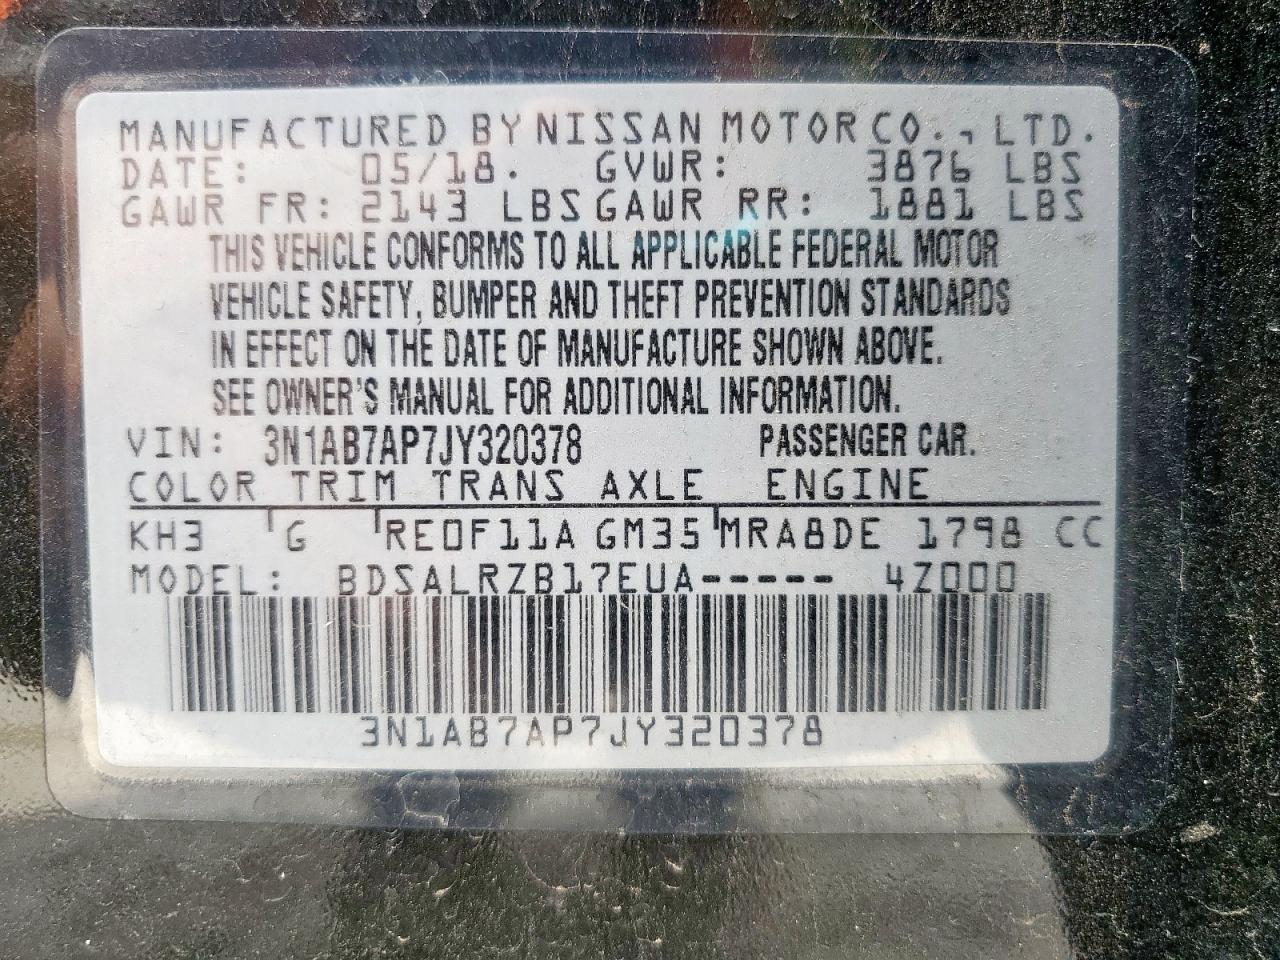 MANUFACTURED BY NISSAN MOTOR CO., LTD.
DATE: 05/18. GVWR: 3876 LBS
GAWR FR: 2143 LBS GAWR RR: 1881 LBS
THIS VEHICLE CONFORMS TO ALL APPLICABLE FEDERAL MOTOR
VEHICLE SAFETY, BUMPER AND THEFT PREVENTION STANDARDS
IN EFFECT ON THE DATE OF MANUFACTURE SHOWN ABOVE.
SEE OWNER'S MANUAL FOR ADDITIONAL INFORMATION.
VIN: 3N1AB7AP7JY320378 PASSENGER CAR.
COLOR TRIM TRANS AXLE ENGINE
KH3 G RE0F11A GM35 MRA8DE 1798 CC
MODEL: BDSALRZB17EUA----- 4Z000
3N1AB7AP7JY320378